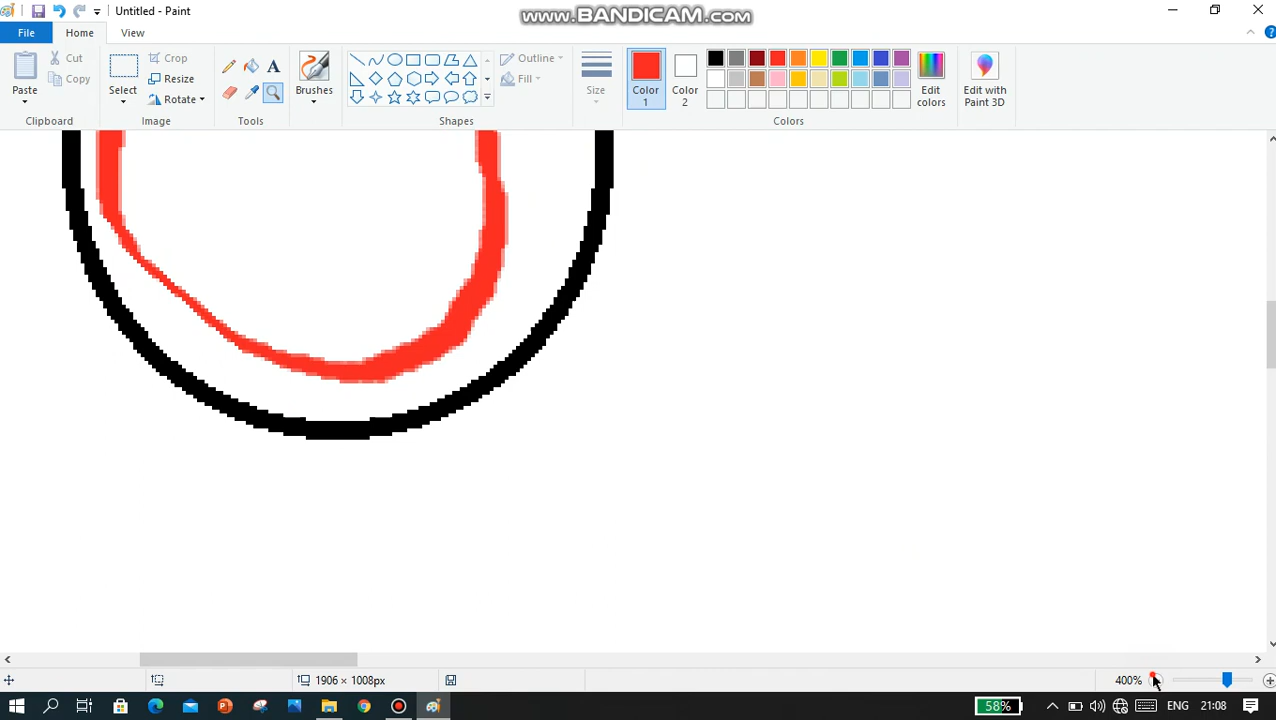 Untitled - Paint
www.BANDICAM.com
File
Home
View
Paste
Cut
Copy
Clipboard
Select
Crop
Resize
Rotate
Image
A
Tools
Brushes
Outline
Fill
Shapes
Size
Color 1
Color 2
Edit colors
Colors
Edit with Paint 3D
1906 × 1008px
400%
58%
ENG
21:08